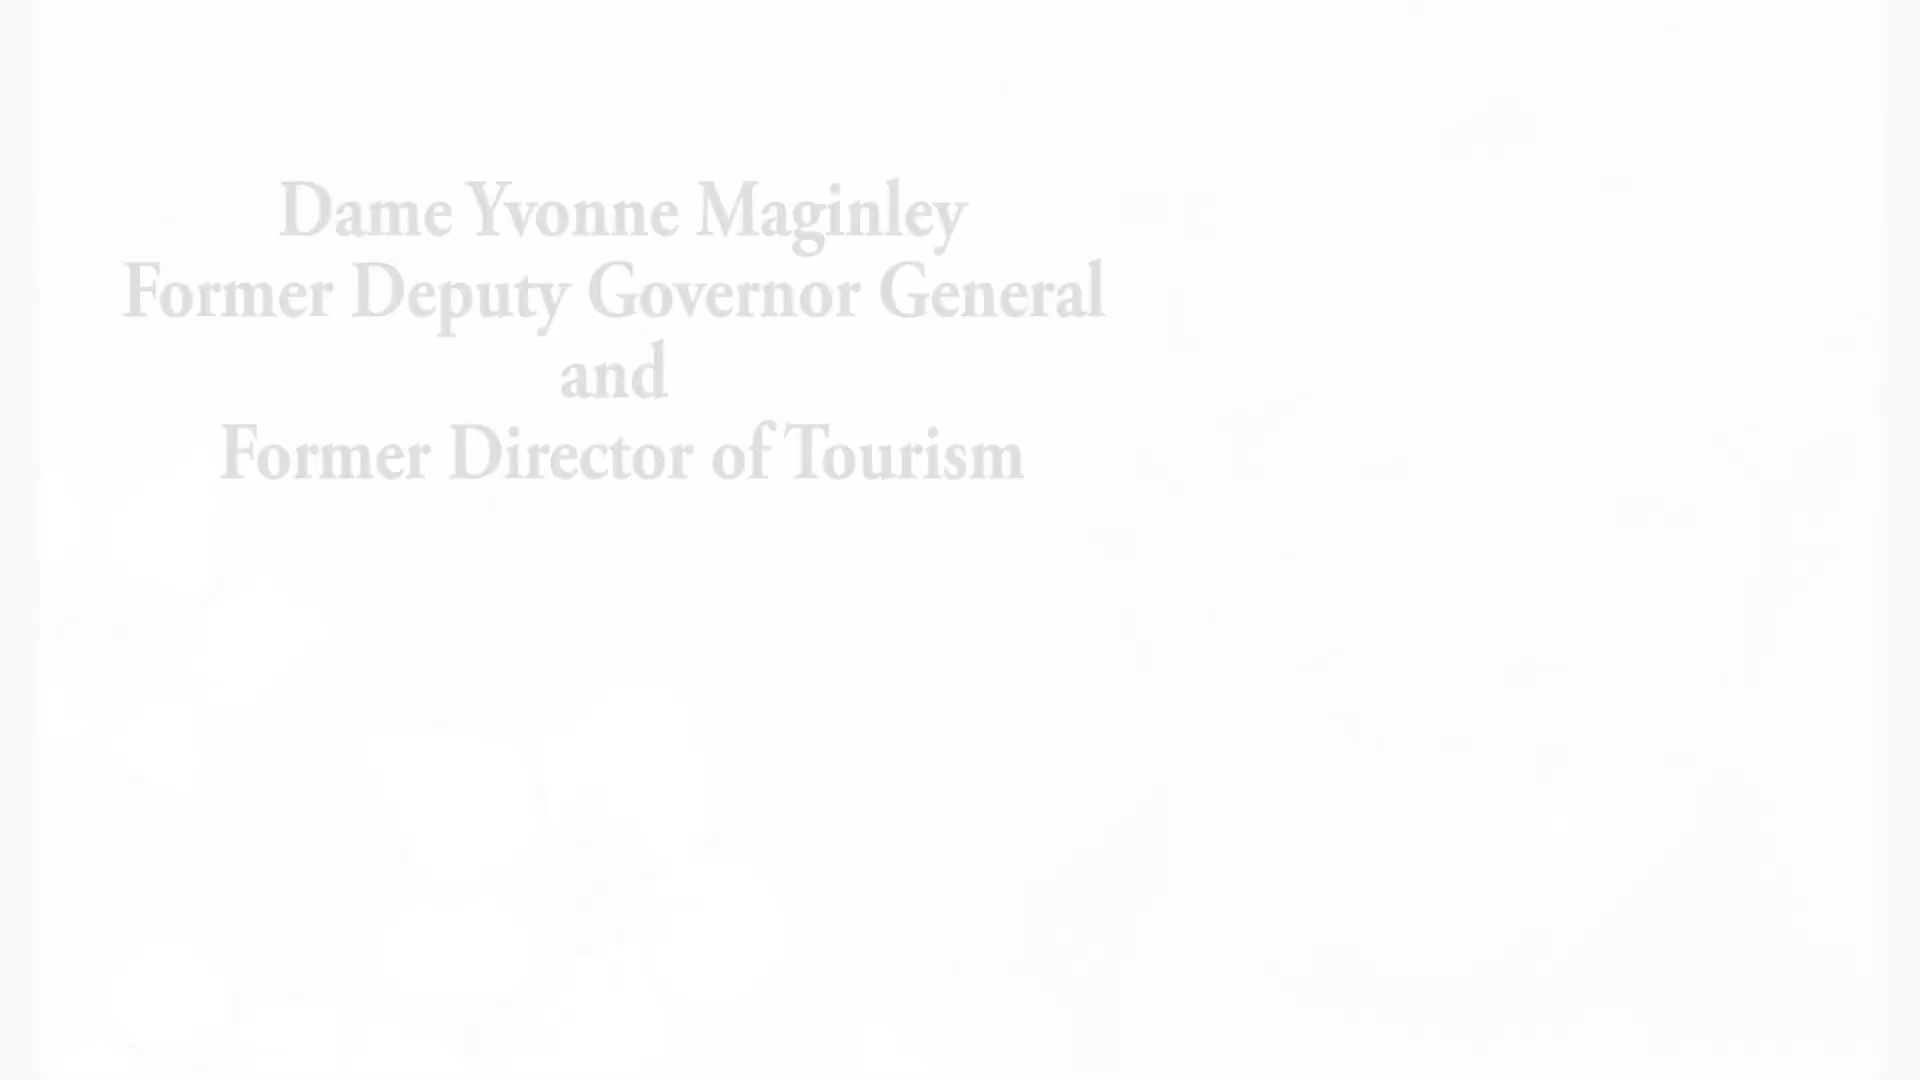 Dame Yvonne Maginley
Former Deputy Governor General
and
Former Director of Tourism